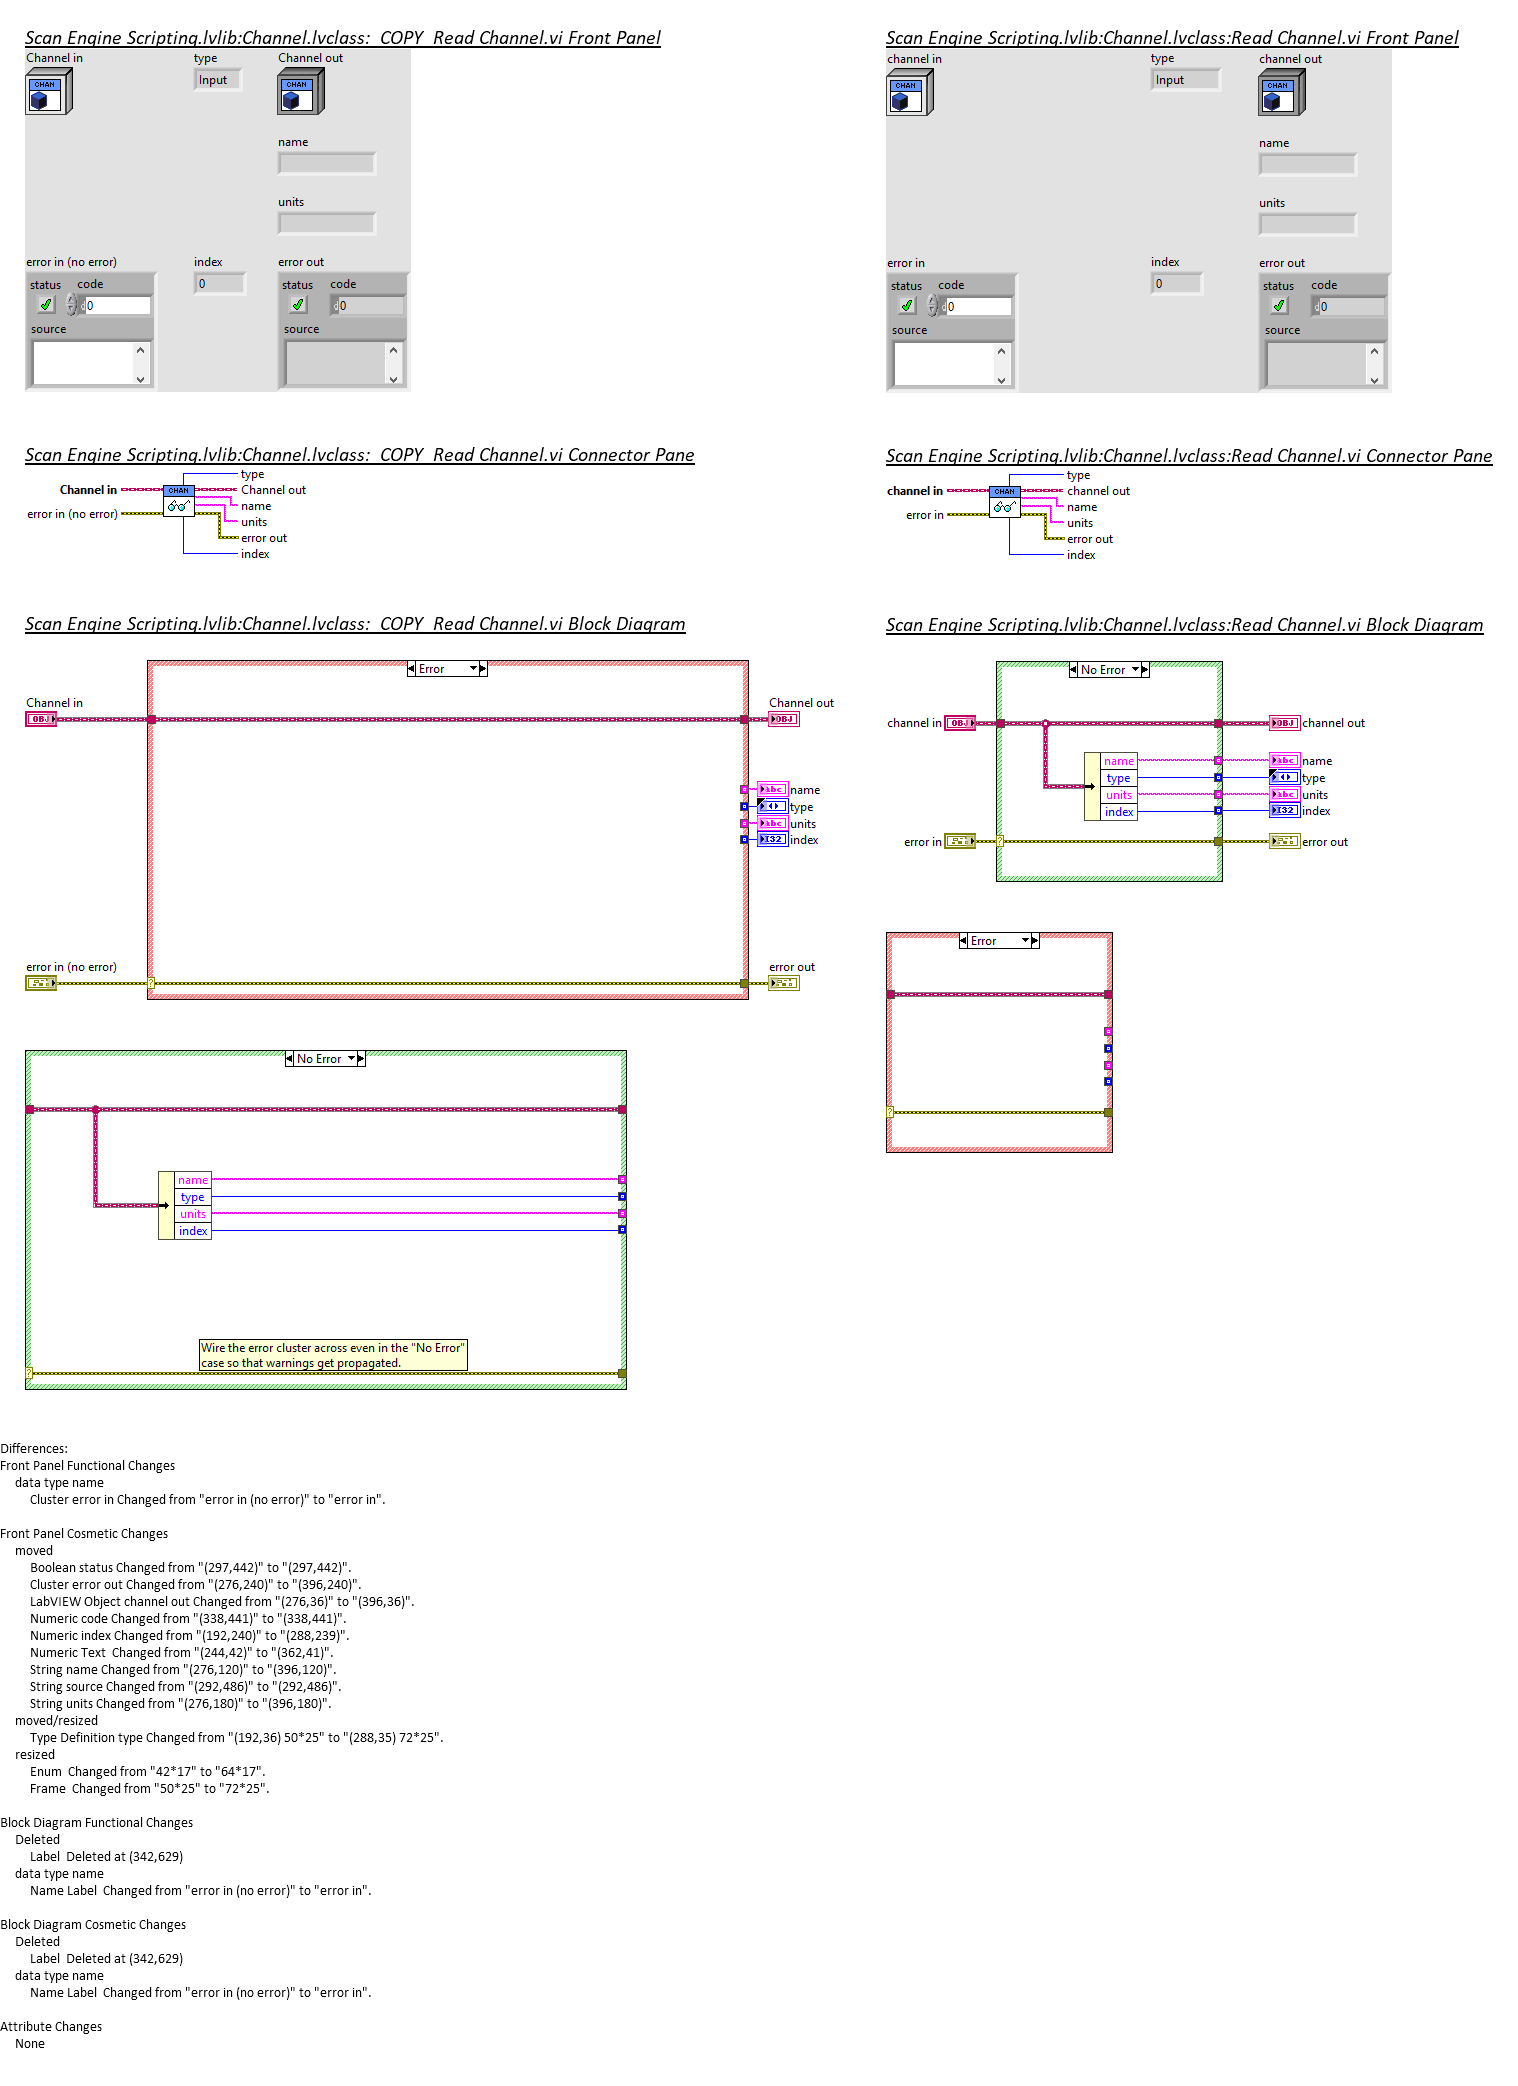 Scan Engine Scripting.lvlib:Channel.lvclass:_COPY_Read Channel.vi Front Panel
Channel in
type
Channel out
CHAN
Input
CHAN
name
units
error in (no error)
index
error out
status
code
0
status
code
0
0
source
source
Scan Engine Scripting.lvlib:Channel.lvclass:Read Channel.vi Front Panel
channel in
type
channel out
CHAN
Input
CHAN
name
units
error in
index
error out
status
code
0
status
code
0
0
source
source
Scan Engine Scripting.lvlib:Channel.lvclass:_COPY_Read Channel.vi Connector Pane
type
Channel in
CHAN
Channel out
name
error in (no error)
units
error out
index
Scan Engine Scripting.lvlib:Channel.lvclass:Read Channel.vi Connector Pane
type
channel in
CHAN
channel out
name
error in
units
error out
index
Scan Engine Scripting.lvlib:Channel.lvclass:_COPY_Read Channel.vi Block Diagram
Error
Channel in
OBJ
Channel out
OBJ
abc name
type
abc units
I32 index
error in (no error)
?
error out
No Error
name
type
units
index
Wire the error cluster across even in the "No Error"
case so that warnings get propagated.
?
Scan Engine Scripting.lvlib:Channel.lvclass:Read Channel.vi Block Diagram
No Error
channel in OBJ
OBJ channel out
name
type
units
index
abc name
type
abc units
I32 index
error in
?
error out
Error
?
Differences:
Front Panel Functional Changes
data type name
Cluster error in Changed from "error in (no error)" to "error in".
Front Panel Cosmetic Changes
moved
Boolean status Changed from "(297,442)" to "(297,442)".
Cluster error out Changed from "(276,240)" to "(396,240)".
LabVIEW Object channel out Changed from "(276,36)" to "(396,36)".
Numeric code Changed from "(338,441)" to "(338,441)".
Numeric index Changed from "(192,240)" to "(288,239)".
Numeric Text  Changed from "(244,42)" to "(362,41)".
String name Changed from "(276,120)" to "(396,120)".
String source Changed from "(292,486)" to "(292,486)".
String units Changed from "(276,180)" to "(396,180)".
moved/resized
Type Definition type Changed from "(192,36) 50*25" to "(288,35) 72*25".
resized
Enum  Changed from "42*17" to "64*17".
Frame  Changed from "50*25" to "72*25".
Block Diagram Functional Changes
Deleted
Label  Deleted at (342,629)
data type name
Name Label  Changed from "error in (no error)" to "error in".
Block Diagram Cosmetic Changes
Deleted
Label  Deleted at (342,629)
data type name
Name Label  Changed from "error in (no error)" to "error in".
Attribute Changes
None